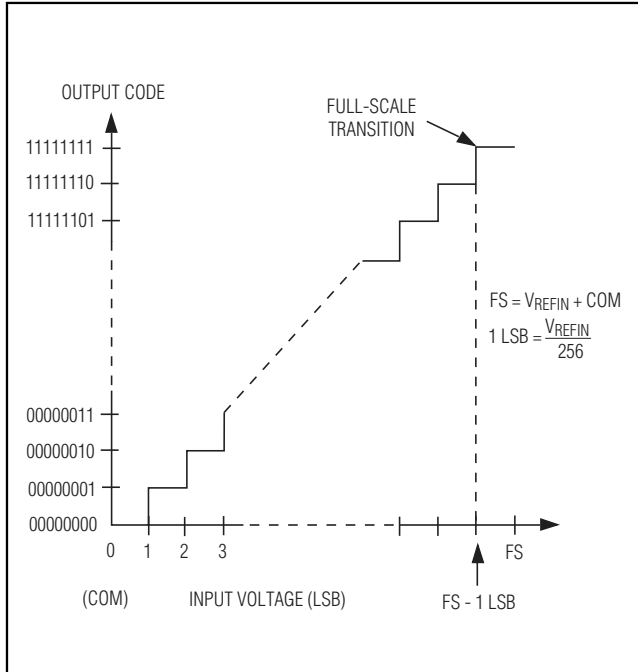 OUTPUT CODE
FULL-SCALE
TRANSITION
11111111
11111110
11111101
FS = VREFIN + COM
1 LSB = VREFIN
256
00000011
00000010
00000001
00000000
0 1 2 3 FS
(COM) INPUT VOLTAGE (LSB) FS - 1 LSB